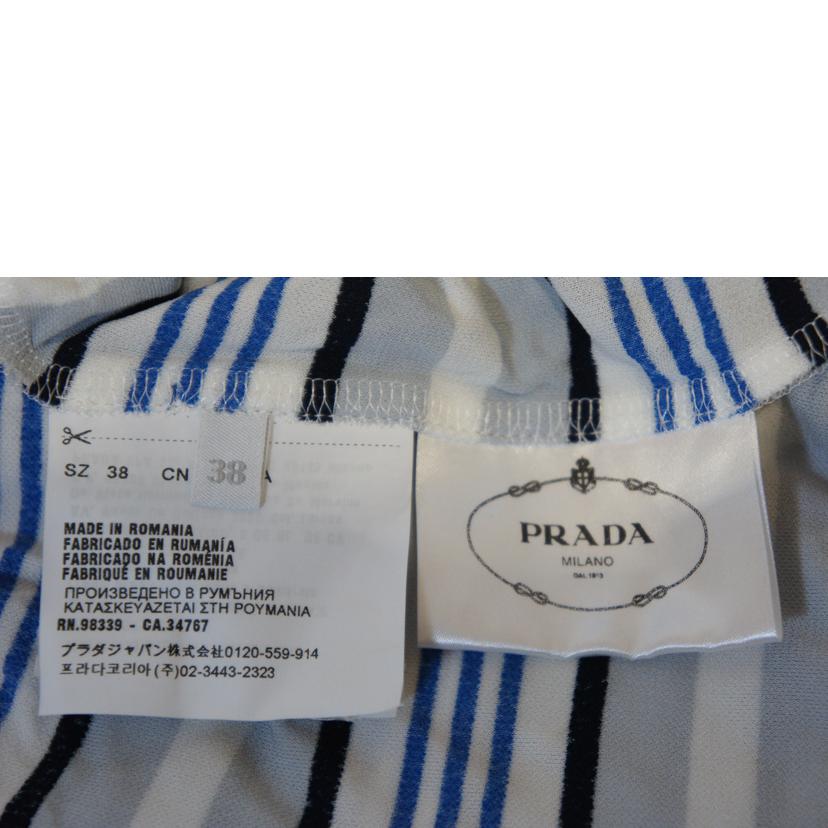 SZ 38 CN A
38
MADE IN ROMANIA
FABRICADO EN RUMANÍA
FABRICADO NA ROMÉNIA
FABRIQUÉ EN ROUMANIE
ПРОИЗВЕДЕНО В РУМЪНИЯ
ΚΑΤΑΣΚΕΥΑΖΕΤΑΙ ΣΤΗ ΡΟΥΜΑΝΙΑ
RN.98339 - CA.34767
プラダジャパン株式会社0120-559-914
프라다코리아(주)02-3443-2323
PRADA
MILANO
DAL 1913